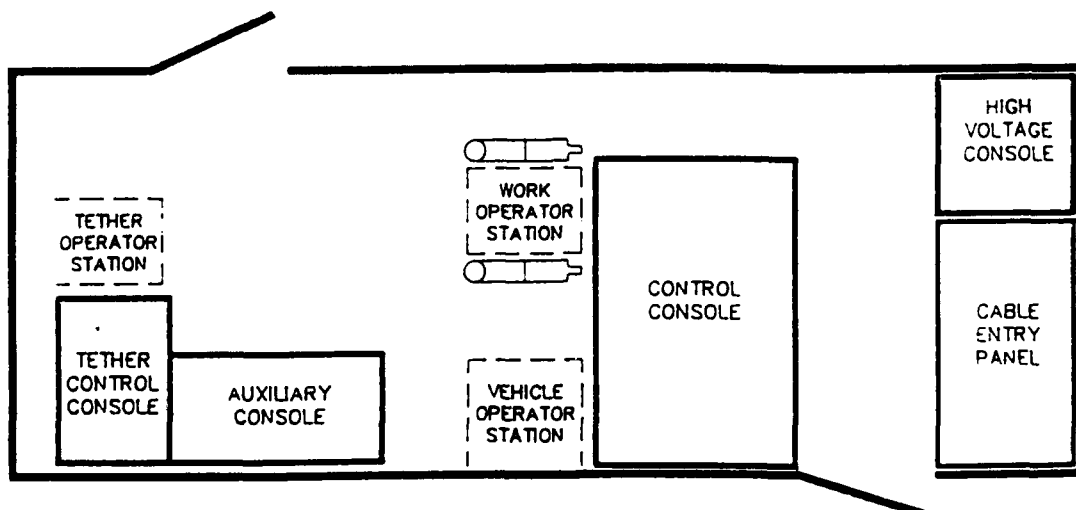 HIGH
VOLTAGE
CONSOLE
WORK
OPERATOR
STATION
TETHER
OPERATOR
STATION
CONTROL
CONSOLE
CABLE
ENTRY
PANEL
TETHER
CONTROL
CONSOLE
AUXILIARY
CONSOLE
VEHICLE
OPERATOR
STATION